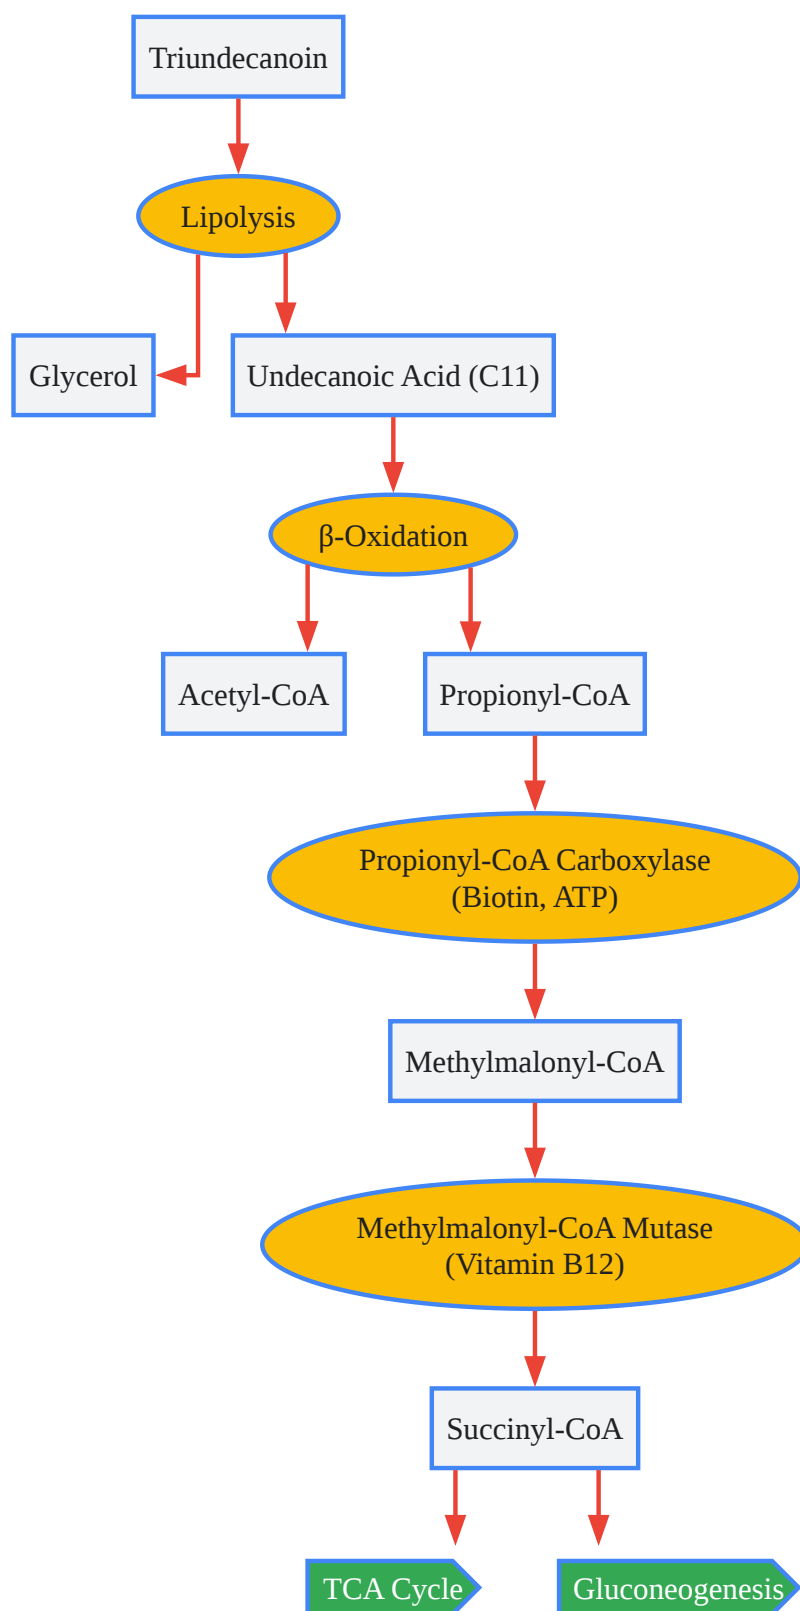 Triundecanoin
Lipolysis
Glycerol
Undecanoic Acid (C11)
β-Oxidation
Acetyl-CoA
Propionyl-CoA
Propionyl-CoA Carboxylase
(Biotin, ATP)
Methylmalonyl-CoA
Methylmalonyl-CoA Mutase
(Vitamin B12)
Succinyl-CoA
TCA Cycle
Gluconeogenesis